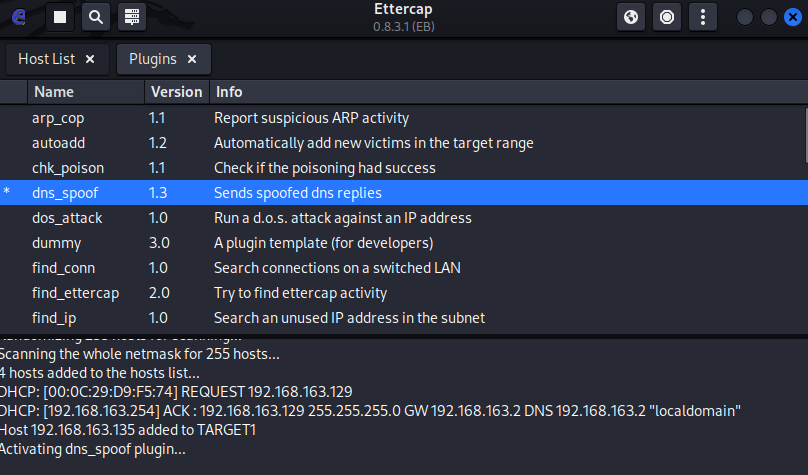 Ettercap
0.8.3.1 (EB)
Host List
Plugins
Name Version Info
arp_cop 1.1 Report suspicious ARP activity
autoadd 1.2 Automatically add new victims in the target range
chk_poison 1.1 Check if the poisoning had success
* dns_spoof 1.3 Sends spoofed dns replies
dos_attack 1.0 Run a d.o.s. attack against an IP address
dummy 3.0 A plugin template (for developers)
find_conn 1.0 Search connections on a switched LAN
find_ettercap 2.0 Try to find ettercap activity
find_ip 1.0 Search an unused IP address in the subnet
Randomizing 255 hosts for scanning...
Scanning the whole netmask for 255 hosts...
4 hosts added to the hosts list...
DHCP: [00:0C:29:D9:F5:74] REQUEST 192.168.163.129
DHCP: [192.168.163.254] ACK : 192.168.163.129 255.255.255.0 GW 192.168.163.2 DNS 192.168.163.2 "localdomain"
Host 192.168.163.135 added to TARGET1
Activating dns_spoof plugin...